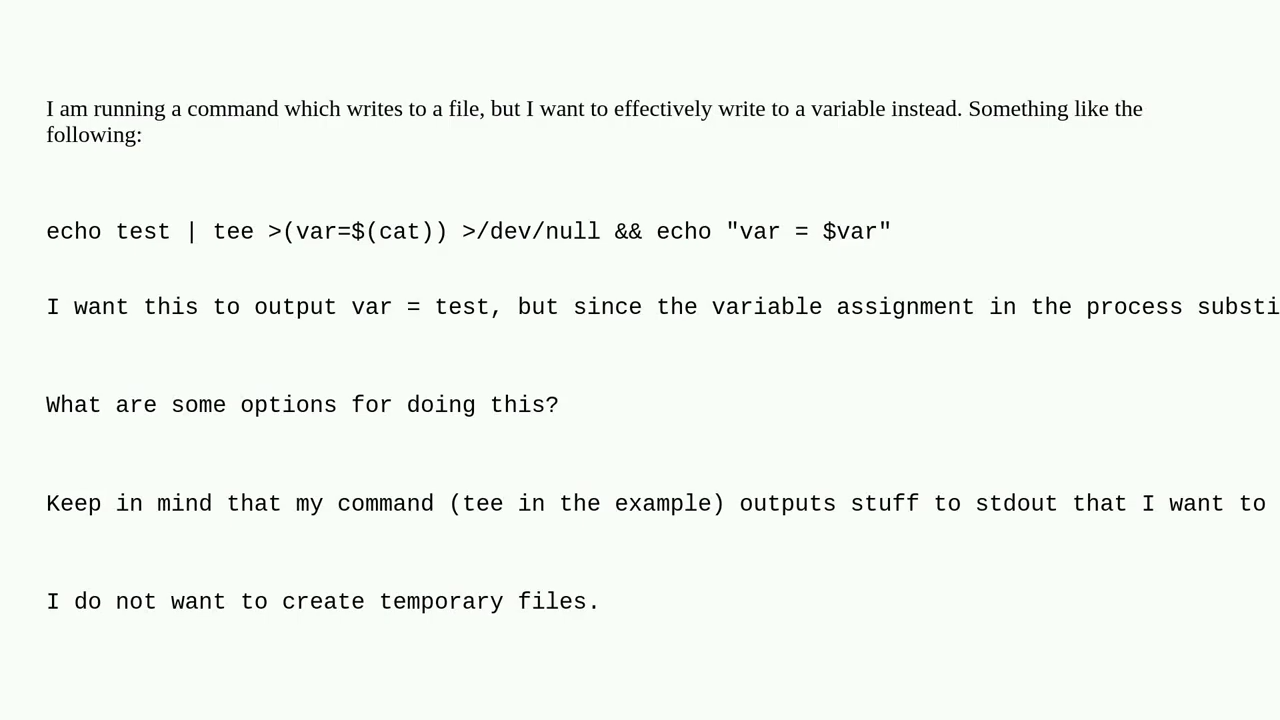 I am running a command which writes to a file, but I want to effectively write to a variable instead. Something like the
following:
echo test | tee >(var=$(cat)) >/dev/null && echo "var = $var"
I want this to output var = test, but since the variable assignment in the process substi
What are some options for doing this?
Keep in mind that my command (tee in the example) outputs stuff to stdout that I want to
I do not want to create temporary files.